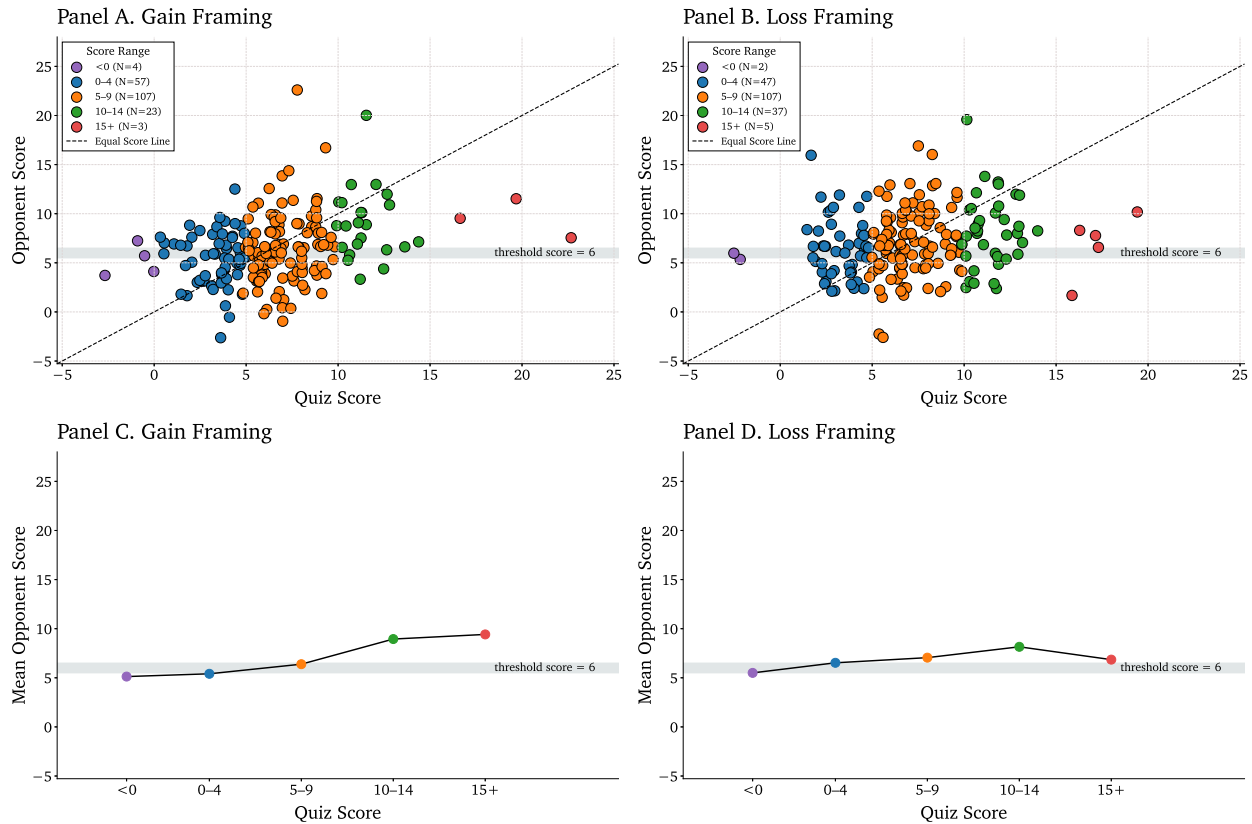 Panel A. Gain Framing
Score Range
<0 (N=4)
0–4 (N=57)
5–9 (N=107)
10–14 (N=23)
15+ (N=3)
Equal Score Line
Opponent Score
25
20
15
10
5
0
−5
threshold score = 6
−5 0 5 10 15 20 25
Quiz Score
Panel B. Loss Framing
Score Range
<0 (N=2)
0–4 (N=47)
5–9 (N=107)
10–14 (N=37)
15+ (N=5)
Equal Score Line
Opponent Score
25
20
15
10
5
0
−5
threshold score = 6
−5 0 5 10 15 20 25
Quiz Score
Panel C. Gain Framing
Mean Opponent Score
25
20
15
10
5
0
−5
threshold score = 6
<0 0–4 5–9 10–14 15+
Quiz Score
Panel D. Loss Framing
Mean Opponent Score
25
20
15
10
5
0
−5
threshold score = 6
<0 0–4 5–9 10–14 15+
Quiz Score